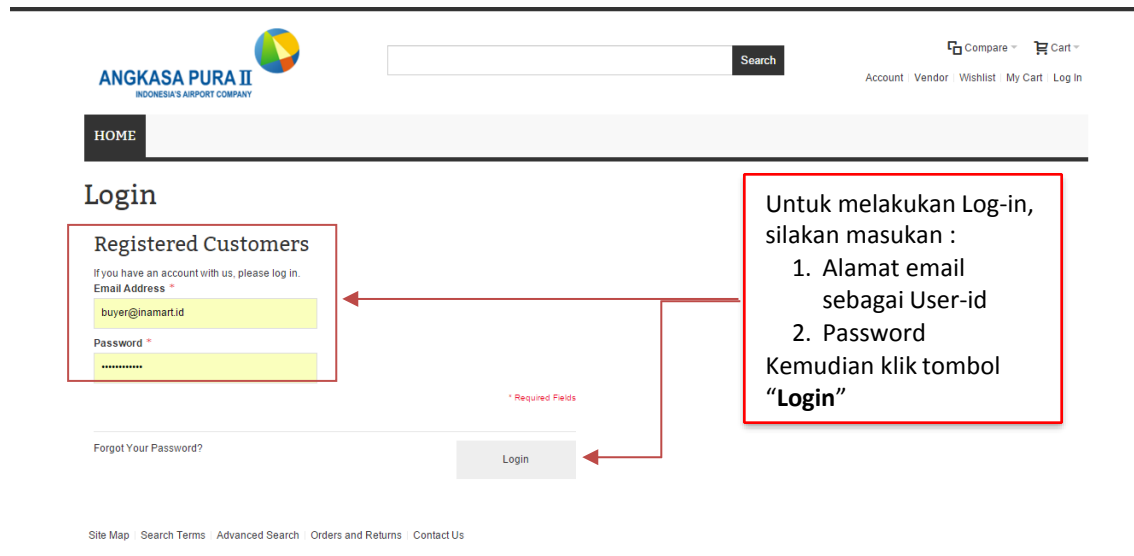 ANGKASA PURA II
INDONESIA'S AIRPORT COMPANY
Search
Compare
Cart
Account
Vendor
Wishlist
My Cart
Log In
HOME
Login
Registered Customers
If you have an account with us, please log in.
Email Address *
buyer@inamart.id
Password *
••••••••••••
* Required Fields
Forgot Your Password?
Login
Untuk melakukan Log-in,
silakan masukan :
1. Alamat email
sebagai User-id
2. Password
Kemudian klik tombol
“Login”
Site Map
Search Terms
Advanced Search
Orders and Returns
Contact Us